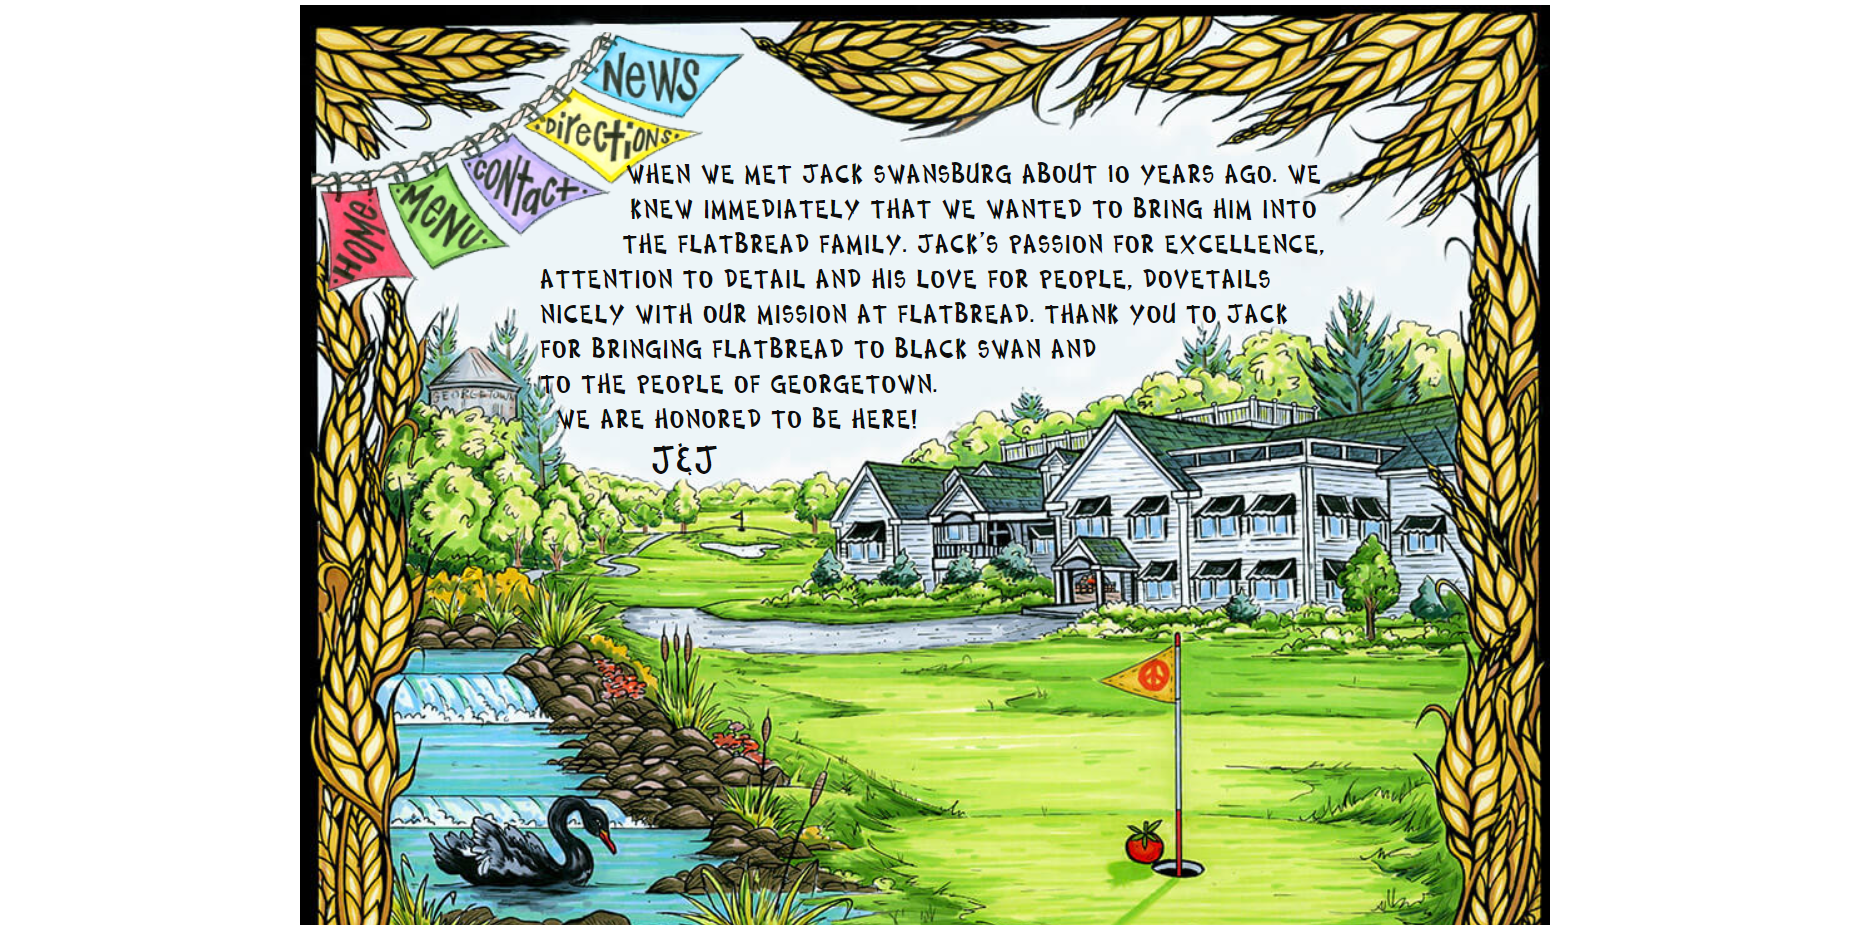 News
DIRECTIONS
CONTACT
MENU
HOME
WHEN WE MET JACK SWANSBURG ABOUT 10 YEARS AGO. WE
KNEW IMMEDIATELY THAT WE WANTED TO BRING HIM INTO
THE FLATBREAD FAMILY. JACK'S PASSION FOR EXCELLENCE,
ATTENTION TO DETAIL AND HIS LOVE FOR PEOPLE, DOVETAILS
NICELY WITH OUR MISSION AT FLATBREAD. THANK YOU TO JACK
FOR BRINGING FLATBREAD TO BLACK SWAN AND
TO THE PEOPLE OF GEORGETOWN.
WE ARE HONORED TO BE HERE!
J&J
GEORGETOWN